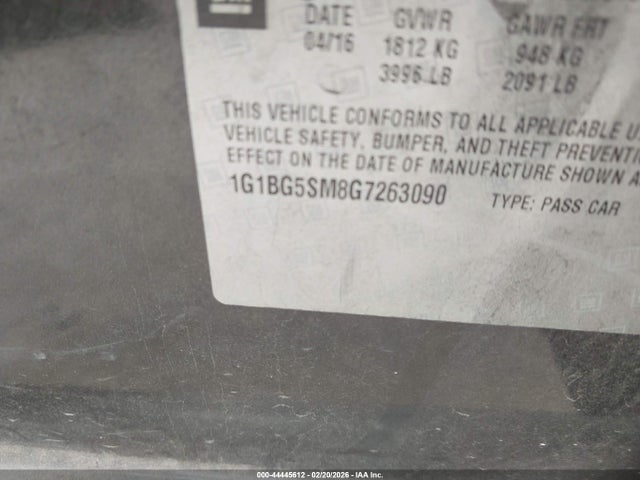 GM
DATE GVWR GAWR FRT
04/16 1812 KG 948 KG
3996 LB 2091 LB
THIS VEHICLE CONFORMS TO ALL APPLICABLE U
VEHICLE SAFETY, BUMPER, AND THEFT PREVENTI
EFFECT ON THE DATE OF MANUFACTURE SHOWN A
1G1BG5SM8G7263090 TYPE: PASS CAR
000-44445612 - 02/20/2026 - IAA Inc.